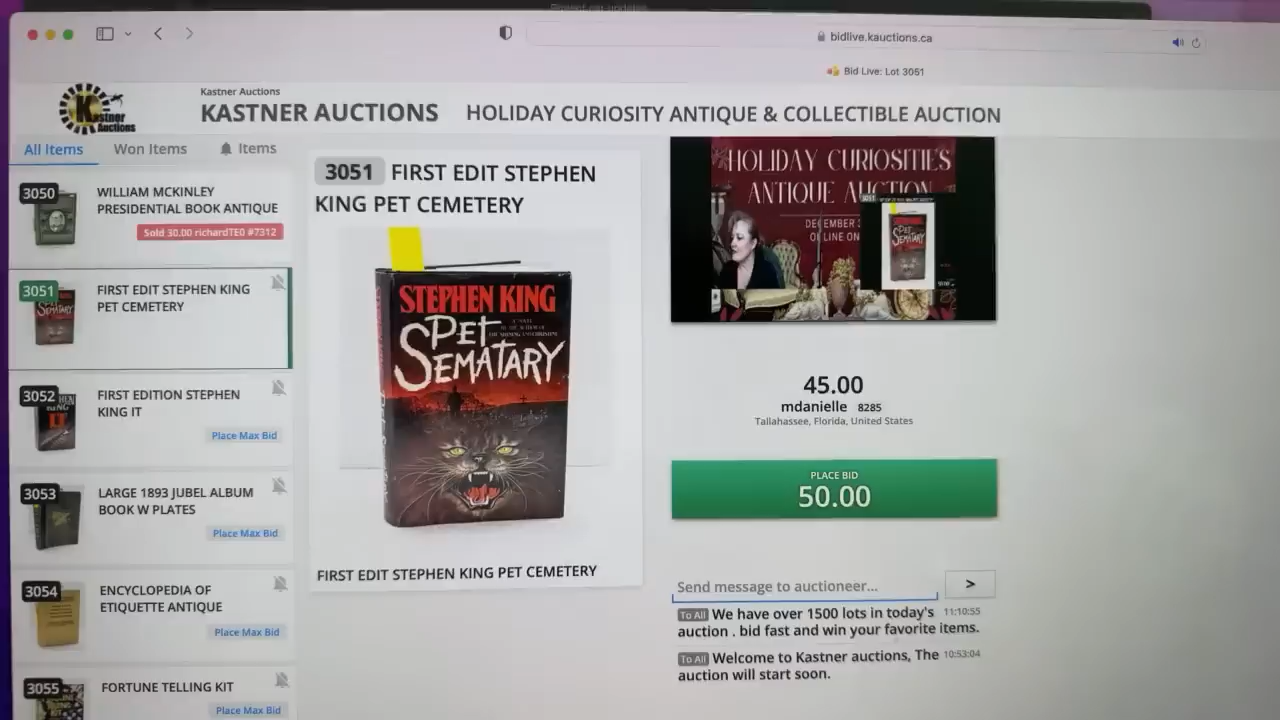 bidlive.kauctions.ca
Bid Live: Lot 3051
Kastner Auctions
Kastner Auctions
KASTNER AUCTIONS
HOLIDAY CURIOSITY ANTIQUE & COLLECTIBLE AUCTION
All Items
Won Items
Items
3050
WILLIAM MCKINLEY
PRESIDENTIAL BOOK ANTIQUE
Sold 30.00 richardTE0 #7312
3051
FIRST EDIT STEPHEN KING
PET CEMETERY
3052
FIRST EDITION STEPHEN
KING IT
Place Max Bid
3053
LARGE 1893 JUBEL ALBUM
BOOK W PLATES
Place Max Bid
3054
ENCYCLOPEDIA OF
ETIQUETTE ANTIQUE
Place Max Bid
3055
FORTUNE TELLING KIT
Place Max Bid
3051 FIRST EDIT STEPHEN
KING PET CEMETERY
STEPHEN KING
PET
SEMATARY
FIRST EDIT STEPHEN KING PET CEMETERY
HOLIDAY CURIOSITIES
ANTIQUE AUCTION
PET
SEMATARY
45.00
mdanielle 8285
Tallahassee, Florida, United States
PLACE BID
50.00
Send message to auctioneer...
>
To All We have over 1500 lots in today's 11:10:55
auction . bid fast and win your favorite items.
To All Welcome to Kastner auctions, The 10:53:04
auction will start soon.